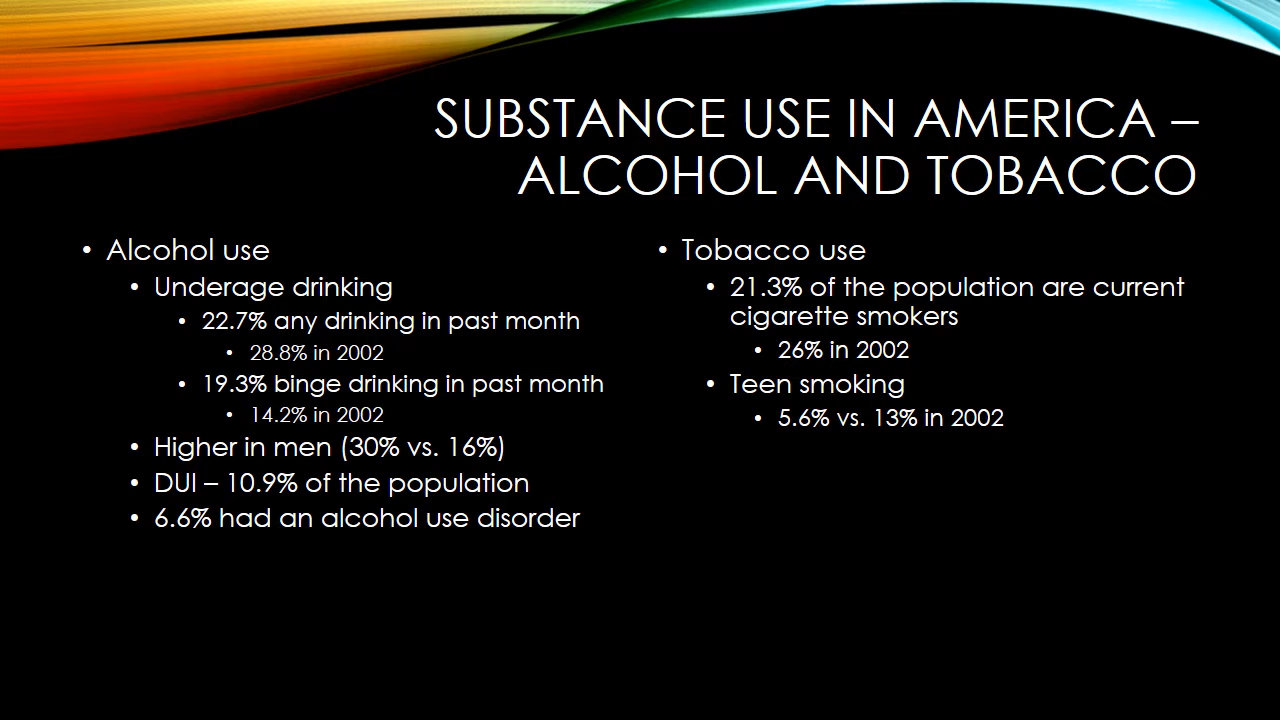 SUBSTANCE USE IN AMERICA –
ALCOHOL AND TOBACCO
• Alcohol use
• Underage drinking
• 22.7% any drinking in past month
• 28.8% in 2002
• 19.3% binge drinking in past month
• 14.2% in 2002
• Higher in men (30% vs. 16%)
• DUI – 10.9% of the population
• 6.6% had an alcohol use disorder
• Tobacco use
• 21.3% of the population are current
cigarette smokers
• 26% in 2002
• Teen smoking
• 5.6% vs. 13% in 2002